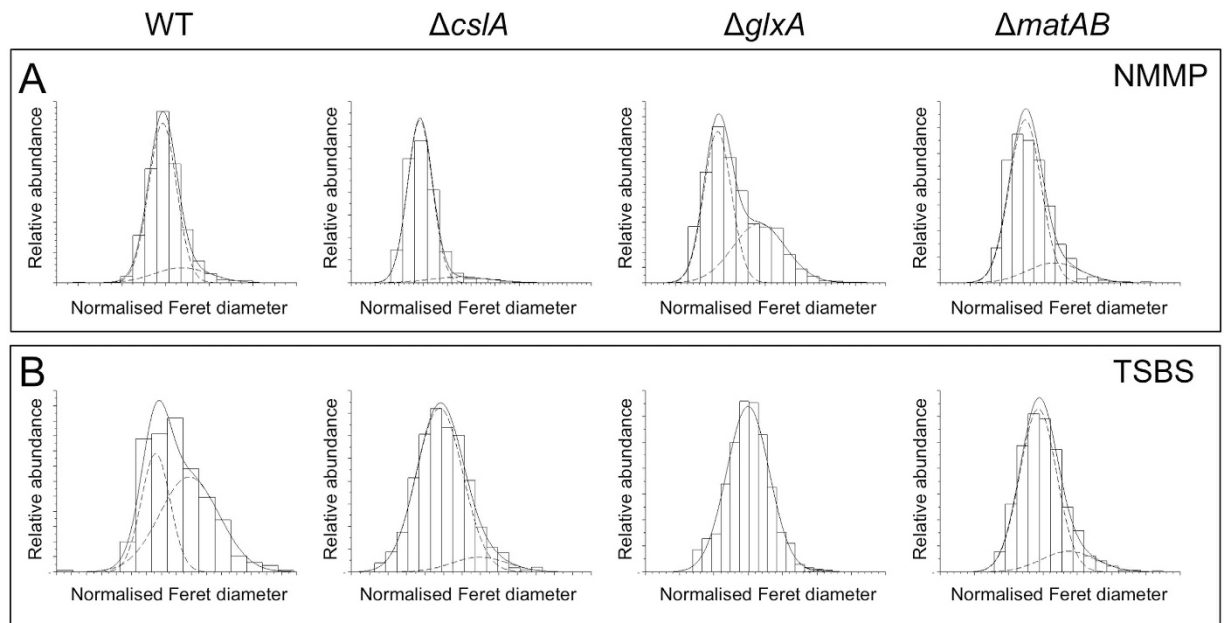 WT ΔcslA ΔglxA ΔmatAB
A NMMP
Relative abundance Relative abundance Relative abundance Relative abundance
Normalised Feret diameter Normalised Feret diameter Normalised Feret diameter Normalised Feret diameter
B TSBS
Relative abundance Relative abundance Relative abundance Relative abundance
Normalised Feret diameter Normalised Feret diameter Normalised Feret diameter Normalised Feret diameter